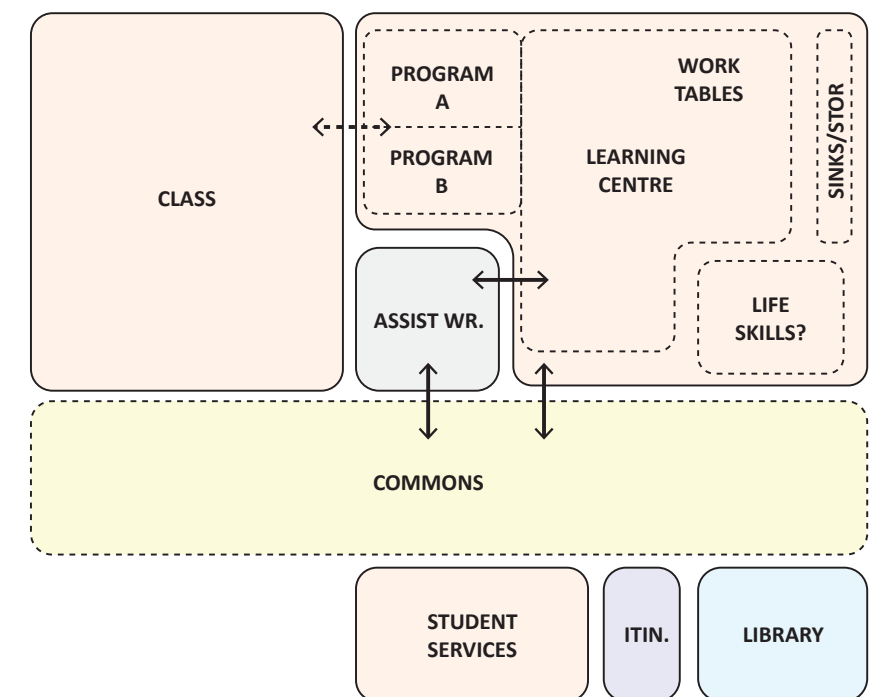 CLASS
PROGRAM
A
PROGRAM
B
WORK
TABLES
LEARNING
CENTRE
SINKS/STOR
ASSIST WR.
LIFE
SKILLS?
COMMONS
STUDENT
SERVICES
ITIN.
LIBRARY